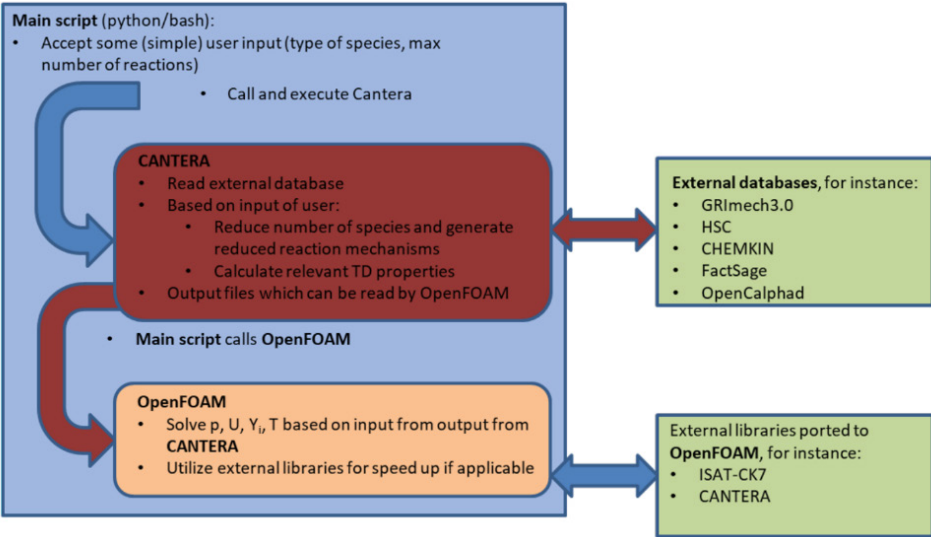 Main script (python/bash):
• Accept some (simple) user input (type of species, max
number of reactions)
• Call and execute Cantera
CANTERA
• Read external database
• Based on input of user:
• Reduce number of species and generate
reduced reaction mechanisms
• Calculate relevant TD properties
• Output files which can be read by OpenFOAM
External databases, for instance:
• GRImech3.0
• HSC
• CHEMKIN
• FactSage
• OpenCalphad
• Main script calls OpenFOAM
OpenFOAM
• Solve p, U, Yᵢ, T based on input from output from
CANTERA
• Utilize external libraries for speed up if applicable
External libraries ported to
OpenFOAM, for instance:
• ISAT-CK7
• CANTERA